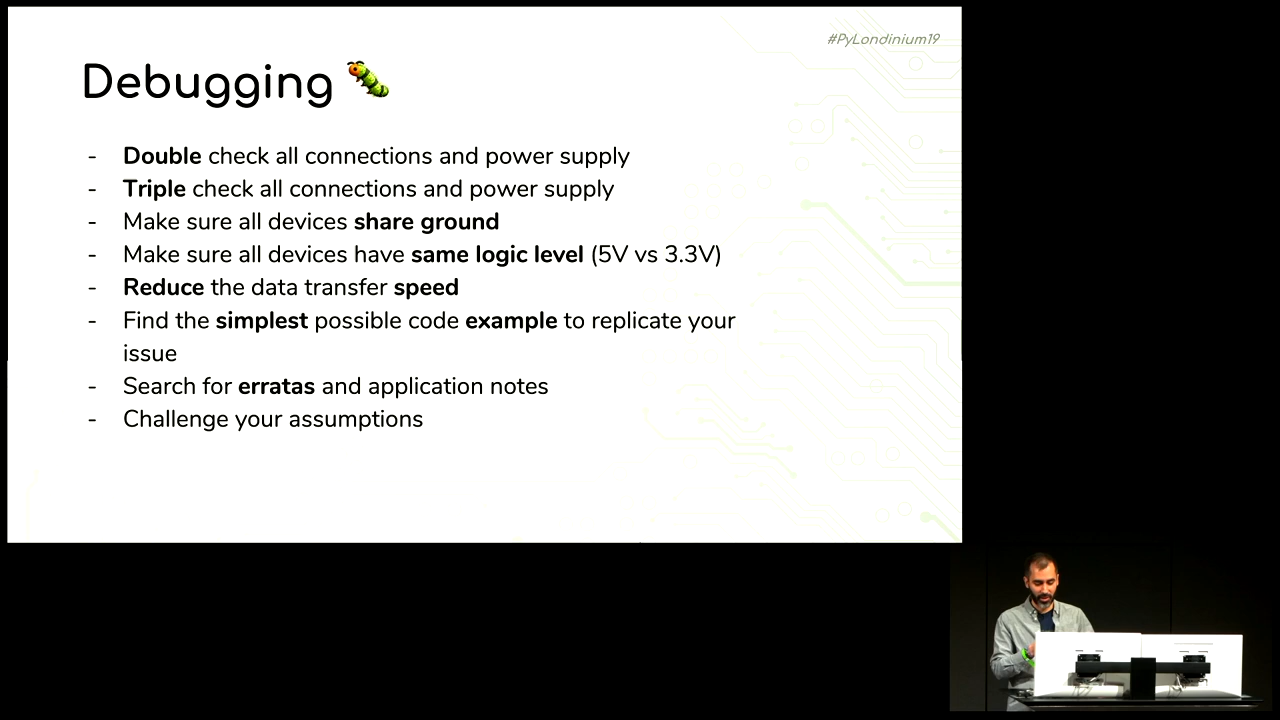 #PyLondinium19
Debugging 🐛
- Double check all connections and power supply
- Triple check all connections and power supply
- Make sure all devices share ground
- Make sure all devices have same logic level (5V vs 3.3V)
- Reduce the data transfer speed
- Find the simplest possible code example to replicate your
issue
- Search for erratas and application notes
- Challenge your assumptions